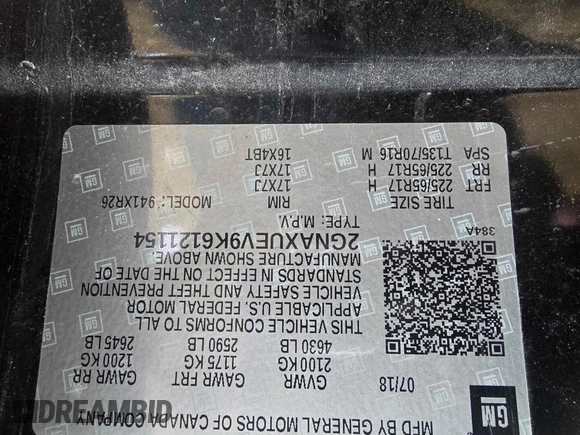 MFD BY GENERAL MOTORS OF CANADA COMPANY
GM
07/18
GVWR GAWR FRT GAWR RR
2100 KG 1175 KG 1200 KG
4630 LB 2590 LB 2645 LB
THIS VEHICLE CONFORMS TO ALL
APPLICABLE U.S. FEDERAL MOTOR
VEHICLE SAFETY AND THEFT PREVENTION
STANDARDS IN EFFECT ON THE DATE OF
MANUFACTURE SHOWN ABOVE.
2GNAXUEV9K6121154
TYPE: M.P.V. MODEL: 941XR26
384A
TIRE SIZE RIM
FRT 225/65R17 H 17X7J
RR 225/65R17 H 17X7J
SPA T135/70R16 M 16X4BT
DREAMBID